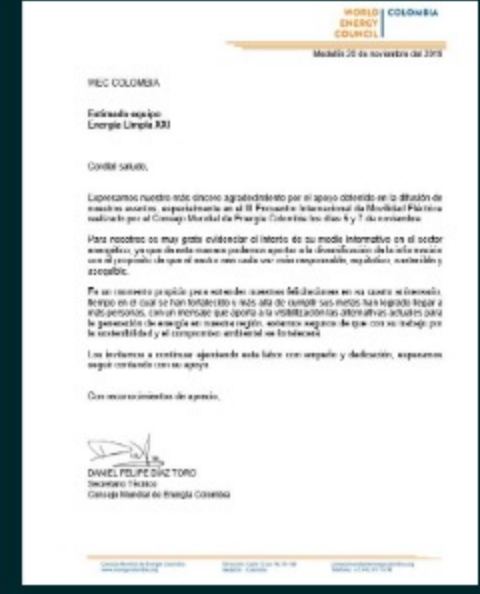 WORLD ENERGY COUNCIL
COLOMBIA
Medellín 20 de noviembre del 2019
WEC COLOMBIA
Estimado equipo
Energía Limpia XXI
Cordial saludo,
Expresamos nuestro más sincero agradecimiento por el apoyo obtenido en la difusión de
nuestros eventos, especialmente en el III Encuentro Internacional de Movilidad Eléctrica
realizado por el Consejo Mundial de Energía Colombia los días 6 y 7 de noviembre.
Para nosotros es muy grato evidenciar el interés de su medio informativo en el sector
energético, ya que de esta manera podemos aportar a la diversificación de la información
con el propósito de que el sector sea cada vez más responsable, equitativo, sostenible y
asequible.
Es un momento propicio para extender nuestras felicitaciones en su cuarto aniversario,
tiempo en el cual se han fortalecido y más allá de cumplir sus metas han logrado llegar a
más personas, con un mensaje que aporta a la visibilización las alternativas actuales para
la generación de energía en nuestra región, estamos seguros de que con su trabajo por
la sostenibilidad y el compromiso ambiental se fortalecerá
Los invitamos a continuar ejerciendo esta labor con empeño y dedicación, esperamos
seguir contando con su apoyo
Con reconocimientos de aprecio,
DANIEL FELIPE DÍAZ TORO
Secretario Técnico
Consejo Mundial de Energía Colombia